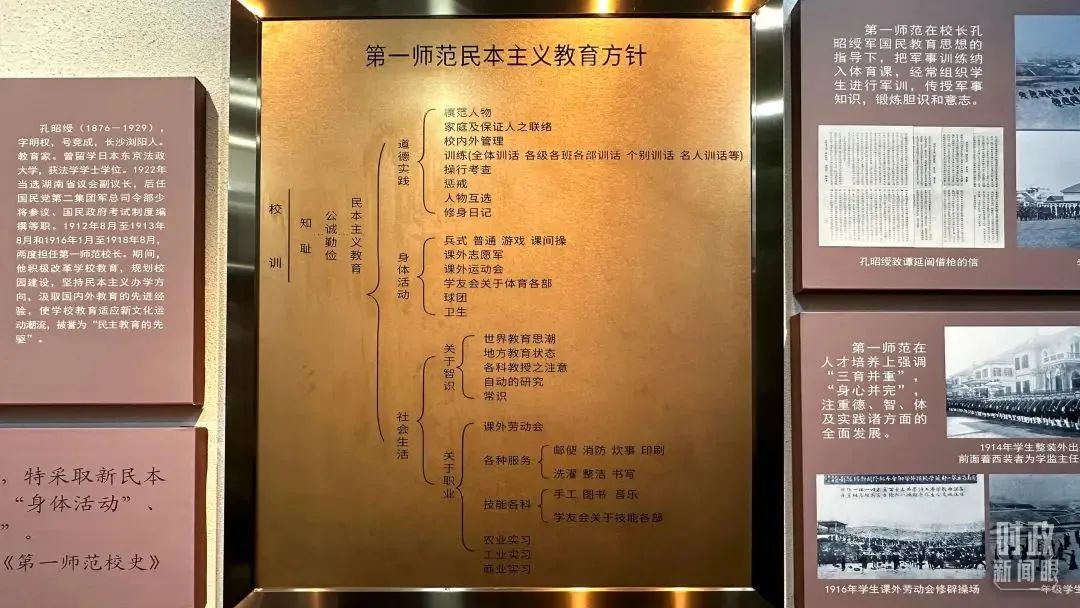 孔昭绶（1876－1929），
字明权，号竞成，长沙浏阳人。
教育家。曾留学日本东京法政
大学，获法学学士学位。1922年
当选湖南省议会副议长，后任
国民党第二集团军总司令部少
将参议、国民政府考试制度编
撰等职。1912年8月至1913年
8月和1916年1月至1918年8月，
两度担任第一师范校长。期间，
他积极改革学校教育，规划校
园建设，坚持民本主义办学方
向，汲取国内外教育的先进经
验，使学校教育适应新文化运
动潮流，被誉为“民主教育的先
驱”。
，特采取新民本
“身体活动”、
”。
《第一师范校史》
第一师范民本主义教育方针
校训
知耻
公诚勤俭
民本主义教育
道德实践
模范人物
家庭及保证人之联络
校内外管理
训练(全体训话 各级各班各部训话 个别训话 名人训话等)
操行考查
惩戒
人物互选
修身日记
身体活动
兵式 普通 游戏 课间操
课外志愿军
课外运动会
学友会关于体育各部
球团
卫生
社会生活
关于智识
世界教育思潮
地方教育状态
各科教授之注意
自动的研究
常识
关于职业
课外劳动会
各种服务
邮便 消防 炊事 印刷
洗濯 整洁 书写
技能各科
手工 图书 音乐
学友会关于技能各部
农业实习
工业实习
商业实习
第一师范在校长孔
昭绶军国民教育思想的
指导下，把军事训练纳
入体育课，经常组织学
生进行军训，传授军事
知识，锻炼胆识和意志。
孔昭绶致谭延闿借枪的信
第一师范在
人才培养上强调
“三育并重”，
“身心并完”，
注重德、智、体
及实践诸方面的
全面发展。
1914年学生整装外出
前面着西装者为学监主任
1916年学生课外劳动会修辟操场
一年级学生
时政
新闻眼